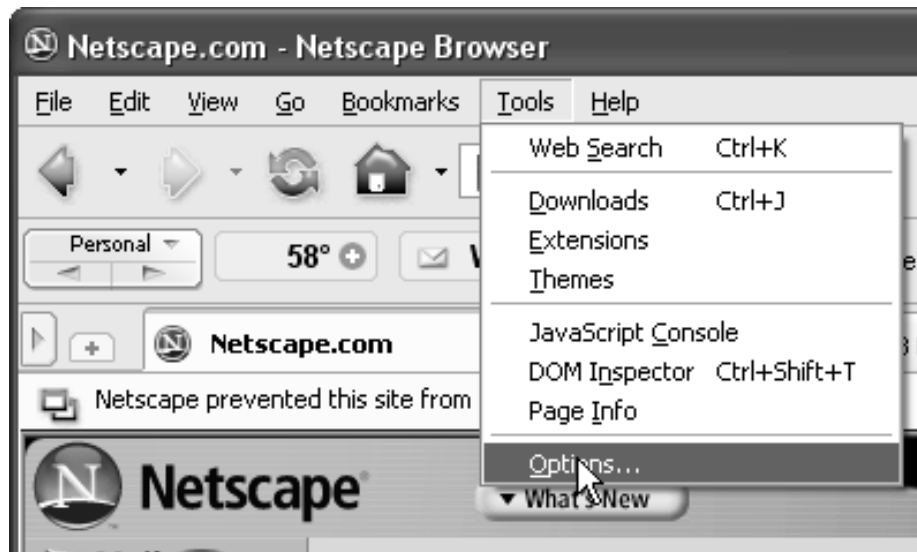 Netscape.com - Netscape Browser
File Edit View Go Bookmarks Tools Help
Web Search Ctrl+K
Downloads Ctrl+J
Extensions
Themes
JavaScript Console
DOM Inspector Ctrl+Shift+T
Page Info
Options...
Personal 58°
Netscape.com
Netscape prevented this site from
N Netscape
What's New